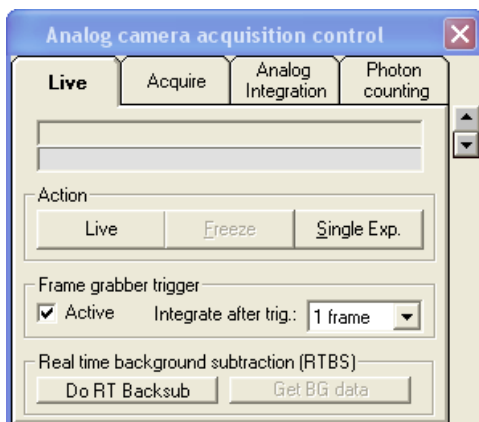 Analog camera acquisition control
Live
Acquire
Analog
Integration
Photon
counting
Action
Live
Freeze
Single Exp.
Frame grabber trigger
Active
Integrate after trig.:
1 frame
Real time background subtraction (RTBS)
Do RT Backsub
Get BG data